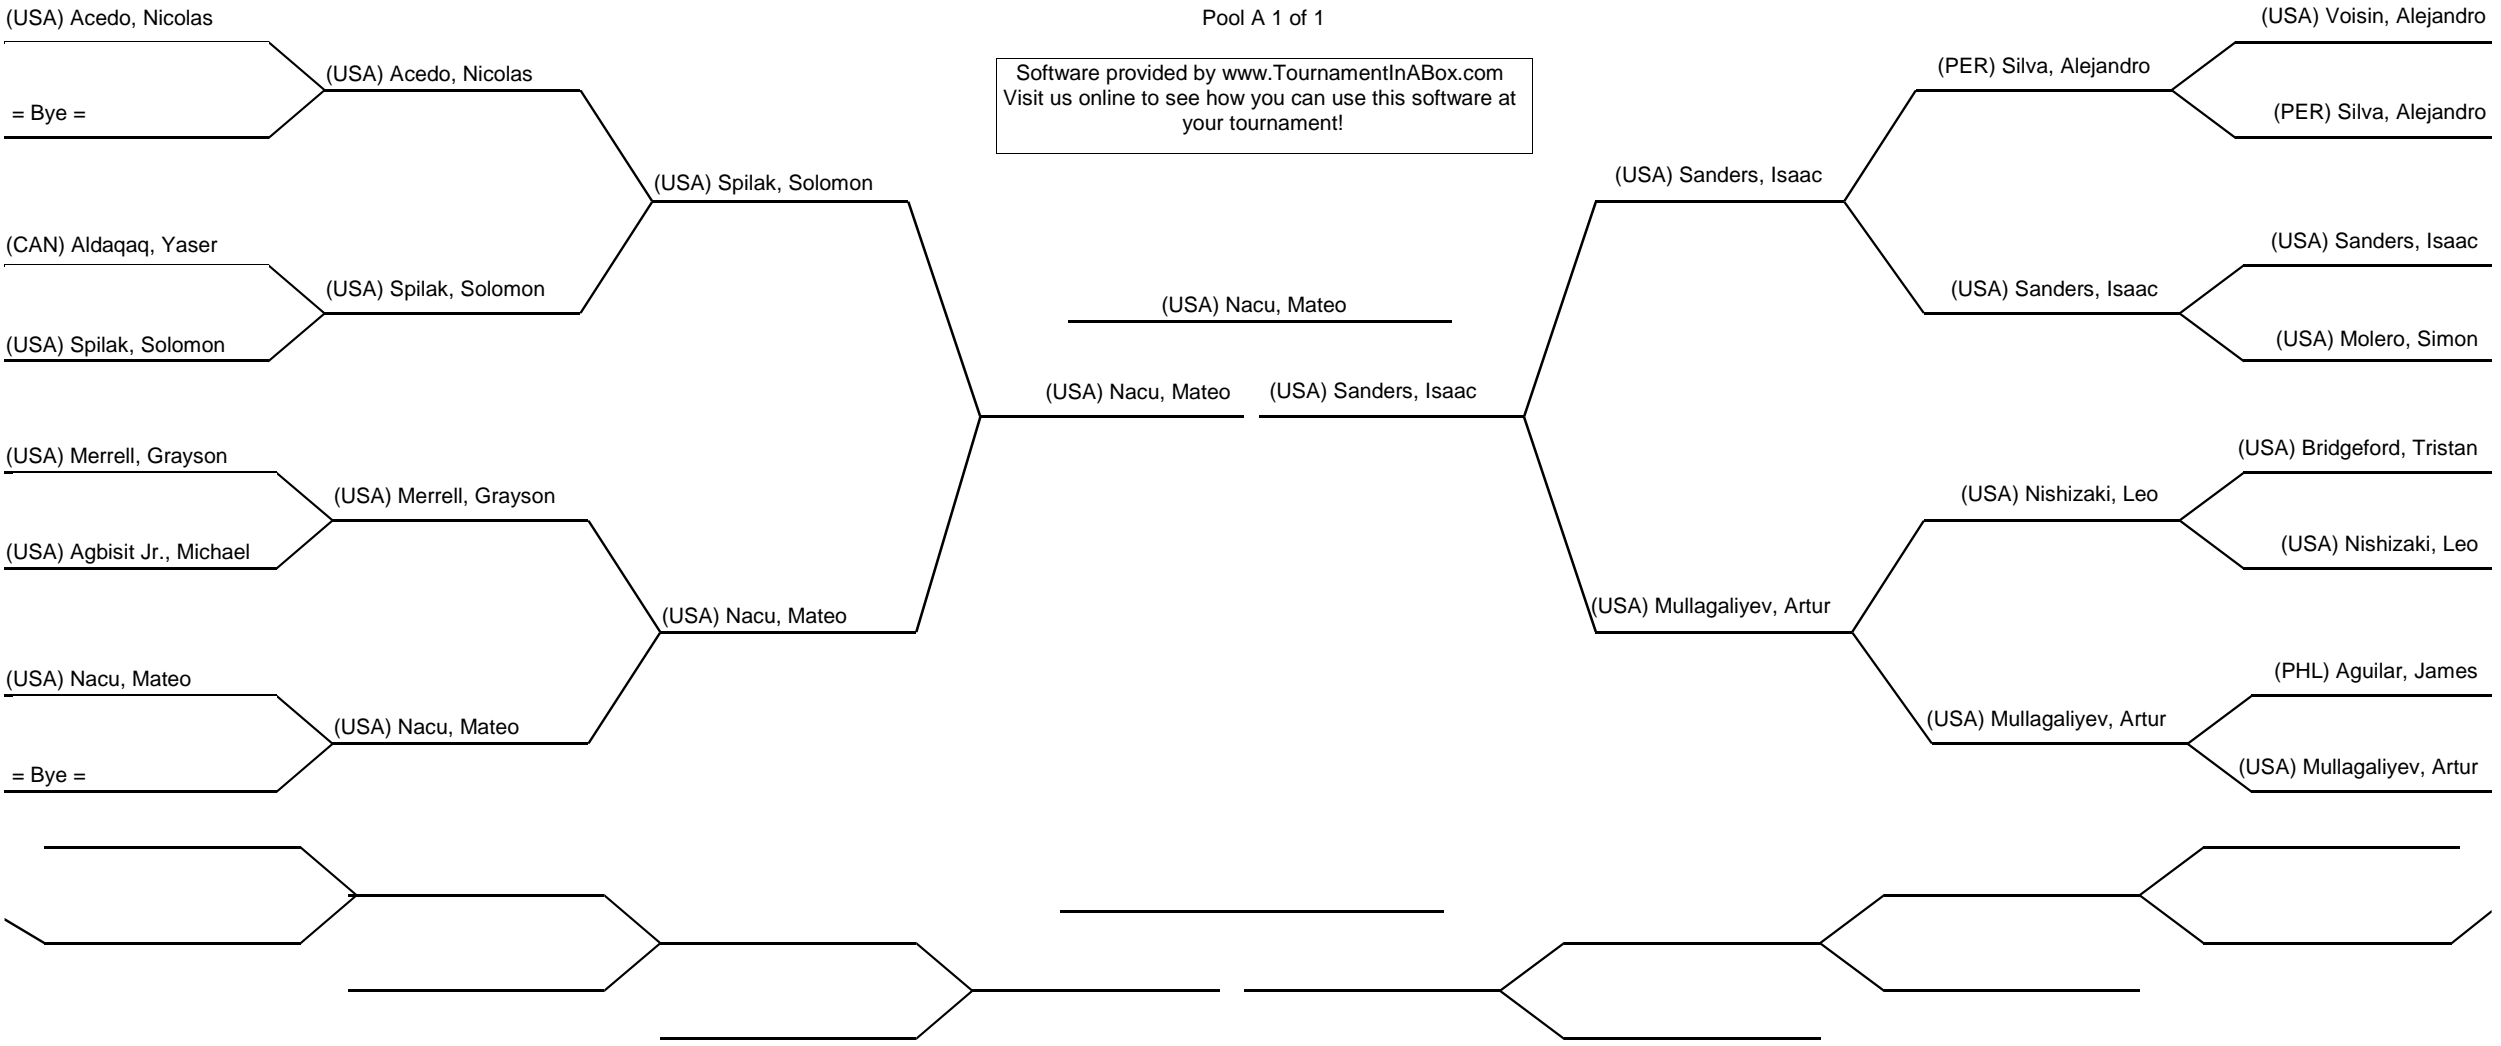 (USA) Acedo, Nicolas
= Bye =
(CAN) Aldaqaq, Yaser
(USA) Spilak, Solomon
(USA) Merrell, Grayson
(USA) Agbisit Jr., Michael
(USA) Nacu, Mateo
= Bye =
(USA) Acedo, Nicolas
(USA) Spilak, Solomon
(USA) Merrell, Grayson
(USA) Nacu, Mateo
(USA) Spilak, Solomon
(USA) Nacu, Mateo
Pool A 1 of 1
Software provided by www.TournamentInABox.com
Visit us online to see how you can use this software at
your tournament!
(USA) Nacu, Mateo
(USA) Nacu, Mateo
(USA) Sanders, Isaac
(USA) Sanders, Isaac
(USA) Mullagaliyev, Artur
(PER) Silva, Alejandro
(USA) Sanders, Isaac
(USA) Nishizaki, Leo
(USA) Mullagaliyev, Artur
(USA) Voisin, Alejandro
(PER) Silva, Alejandro
(USA) Sanders, Isaac
(USA) Molero, Simon
(USA) Bridgeford, Tristan
(USA) Nishizaki, Leo
(PHL) Aguilar, James
(USA) Mullagaliyev, Artur